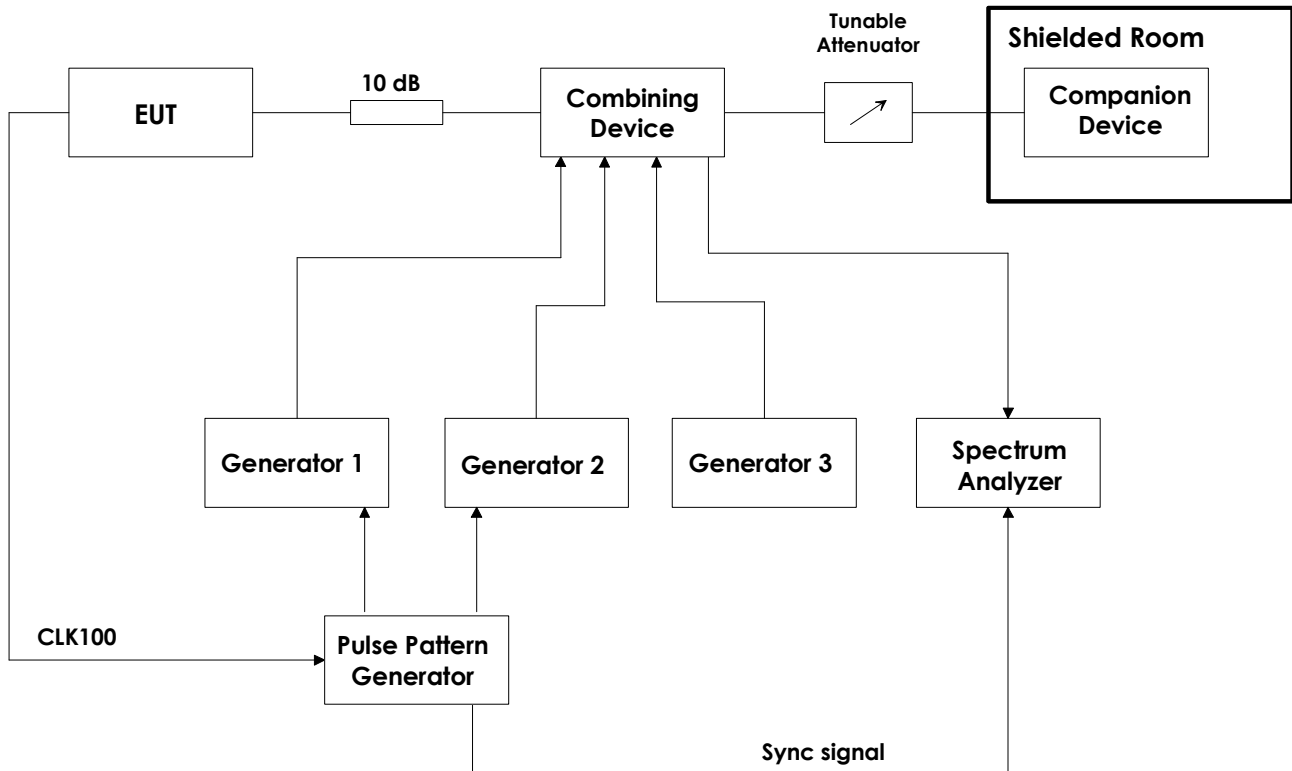 Tunable
Attenuator
Shielded Room
10 dB
EUT
Combining
Device
Companion
Device
Generator 1
Generator 2
Generator 3
Spectrum
Analyzer
CLK100
Pulse Pattern
Generator
Sync signal